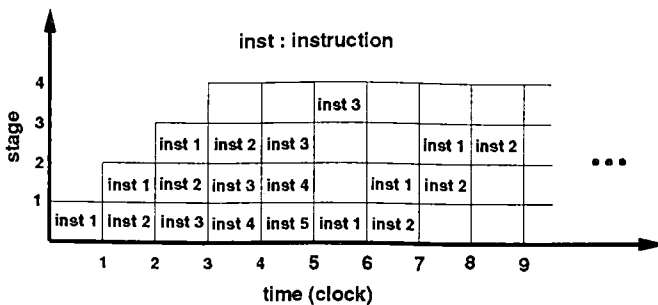 inst : instruction
4
inst 3
3
inst 1 inst 2 inst 3 inst 1 inst 2
stage
2
inst 1 inst 2 inst 3 inst 4 inst 1 inst 2
1
inst 1 inst 2 inst 3 inst 4 inst 5 inst 1 inst 2
1 2 3 4 5 6 7 8 9
time (clock)